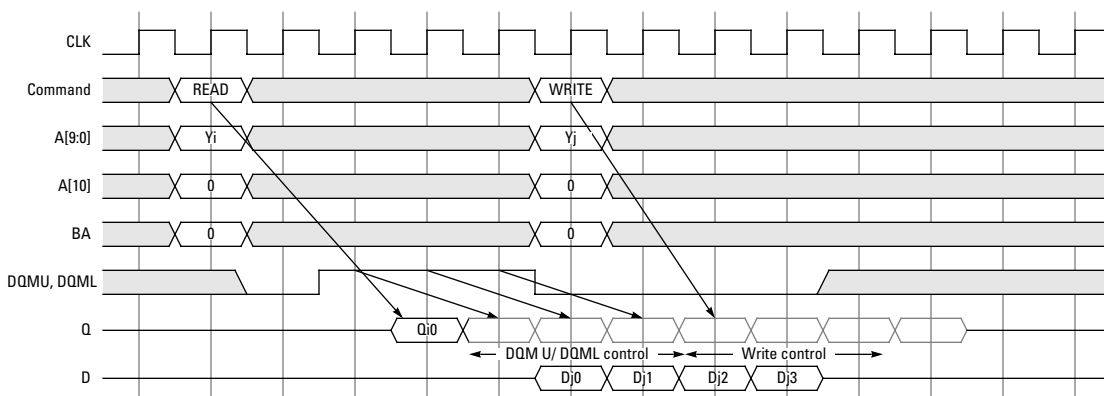 CLK
Command READ WRITE
A[9:0] Yi Yj
A[10] 0 0
BA 0 0
DQMU, DQML
Q Qi0
DQM U/ DQML control Write control
D Dj0 Dj1 Dj2 Dj3